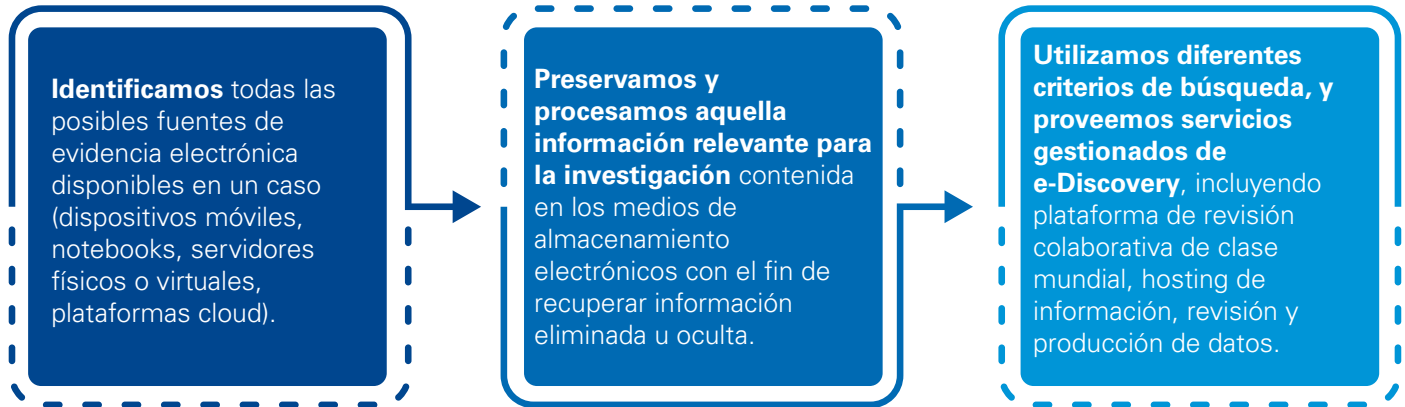 Identificamos todas las
posibles fuentes de
evidencia electrónica
disponibles en un caso
(dispositivos móviles,
notebooks, servidores
físicos o virtuales,
plataformas cloud).
Preservamos y
procesamos aquella
información relevante para
la investigación contenida
en los medios de
almacenamiento
electrónicos con el fin de
recuperar información
eliminada u oculta.
Utilizamos diferentes
criterios de búsqueda, y
proveemos servicios
gestionados de
e-Discovery, incluyendo
plataforma de revisión
colaborativa de clase
mundial, hosting de
información, revisión y
producción de datos.